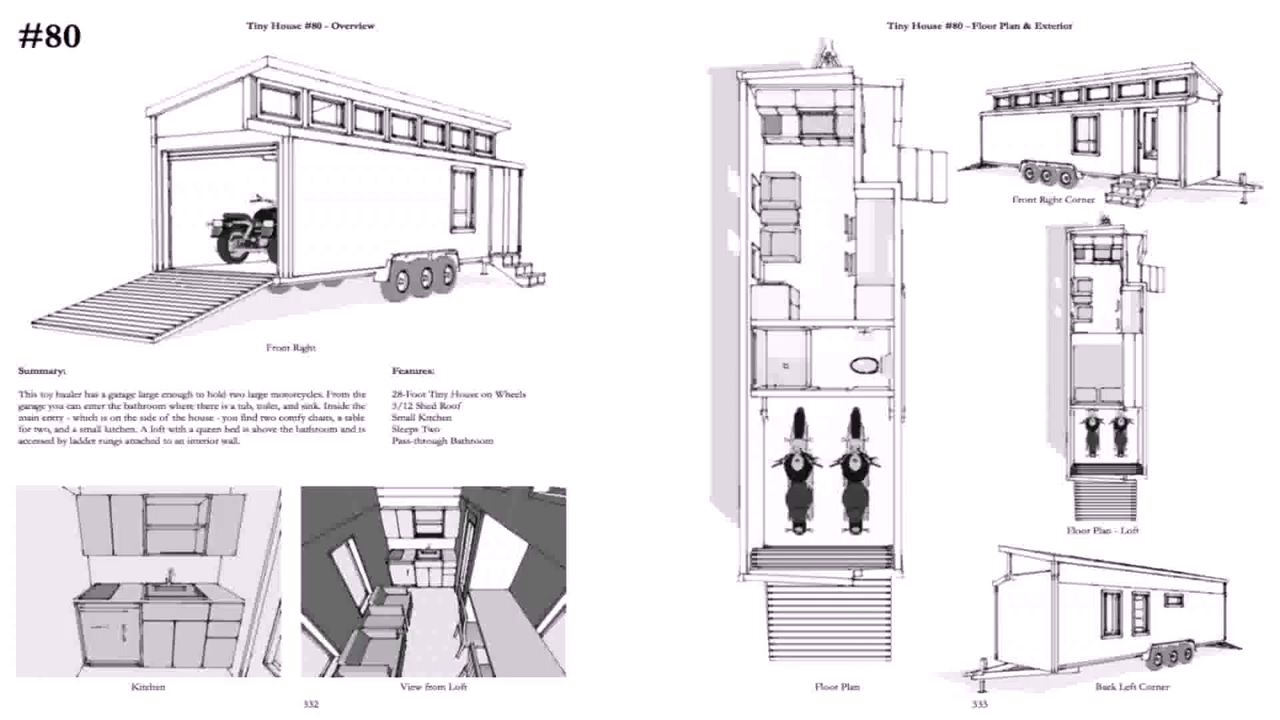 #80
Tiny House #80 - Overview
Front Right
Summary:
This toy hauler has a garage large enough to hold two large motorcycles. From the
garage you can enter the bathroom where there is a tub, toilet, and sink. Inside the
main entry - which is on the side of the house - you find two comfy chairs, a table
for two, and a small kitchen. A loft with a queen bed is above the bathroom and is
accessed by ladder rungs attached to an interior wall.
Features:
28-Foot Tiny House on Wheels
3/12 Shed Roof
Small Kitchen
Sleeps Two
Pass-through Bathroom
Kitchen
View from Loft
332
Tiny House #80 - Floor Plan & Exterior
Front Right Corner
Floor Plan - Loft
Floor Plan
Back Left Corner
333